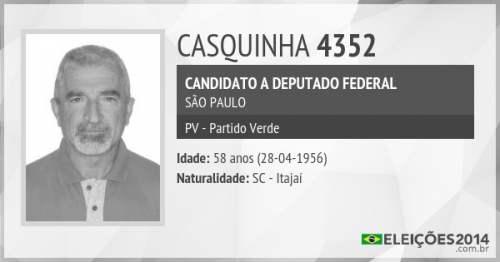 CASQUINHA 4352
CANDIDATO A DEPUTADO FEDERAL
SÃO PAULO
PV - Partido Verde
Idade: 58 anos (28-04-1956)
Naturalidade: SC - Itajaí
ELEIÇÕES2014
.com.br